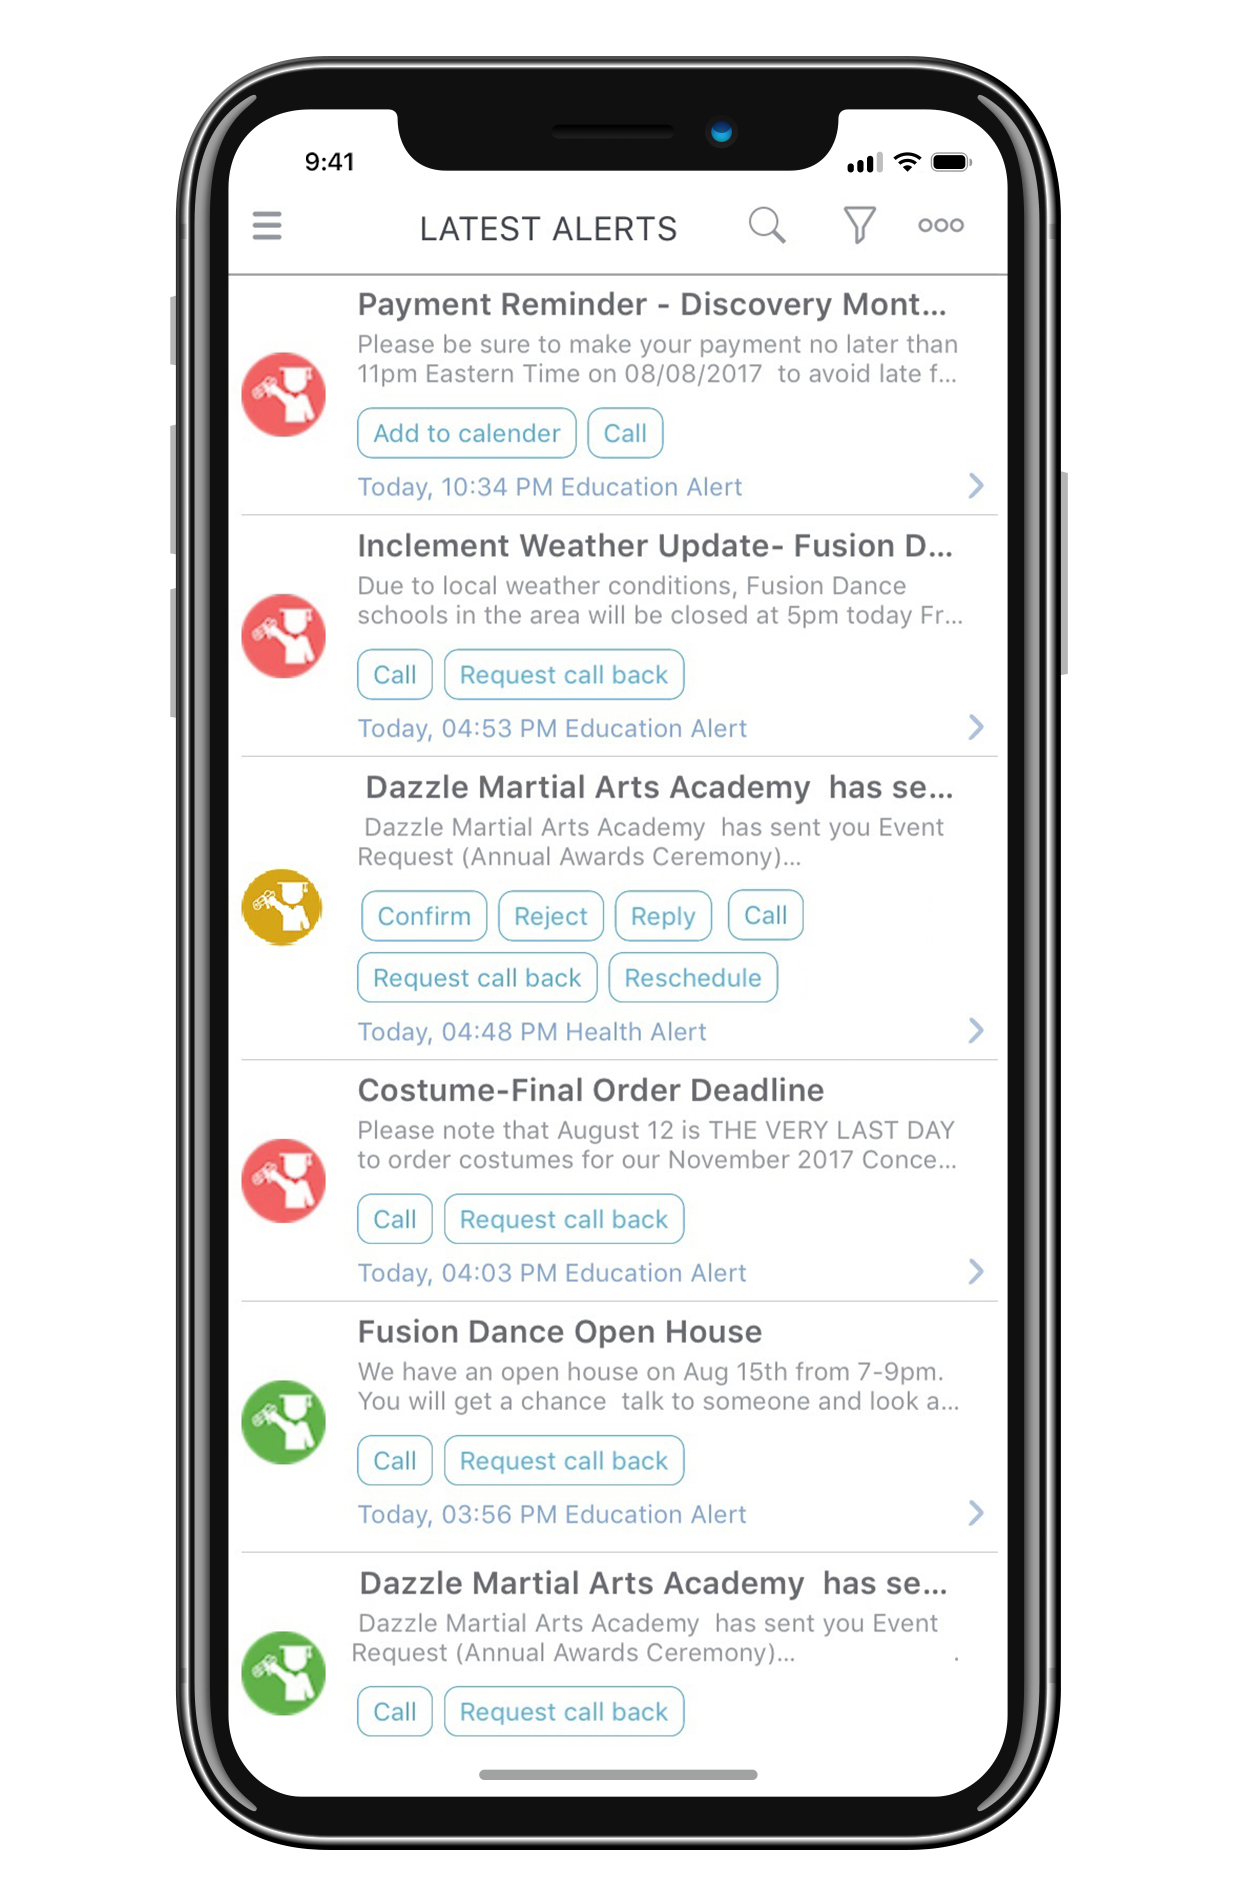 9:41
LATEST ALERTS
Payment Reminder - Discovery Mont...
Please be sure to make your payment no later than
11pm Eastern Time on 08/08/2017  to avoid late f...
Add to calender Call
Today, 10:34 PM Education Alert
Inclement Weather Update- Fusion D...
Due to local weather conditions, Fusion Dance
schools in the area will be closed at 5pm today Fr...
Call Request call back
Today, 04:53 PM Education Alert
Dazzle Martial Arts Academy  has se...
Dazzle Martial Arts Academy  has sent you Event
Request (Annual Awards Ceremony)...
Confirm Reject Reply Call
Request call back Reschedule
Today, 04:48 PM Health Alert
Costume-Final Order Deadline
Please note that August 12 is THE VERY LAST DAY
to order costumes for our November 2017 Conce...
Call Request call back
Today, 04:03 PM Education Alert
Fusion Dance Open House
We have an open house on Aug 15th from 7-9pm.
You will get a chance  talk to someone and look a...
Call Request call back
Today, 03:56 PM Education Alert
Dazzle Martial Arts Academy  has se...
Dazzle Martial Arts Academy  has sent you Event
Request (Annual Awards Ceremony)... .
Call Request call back